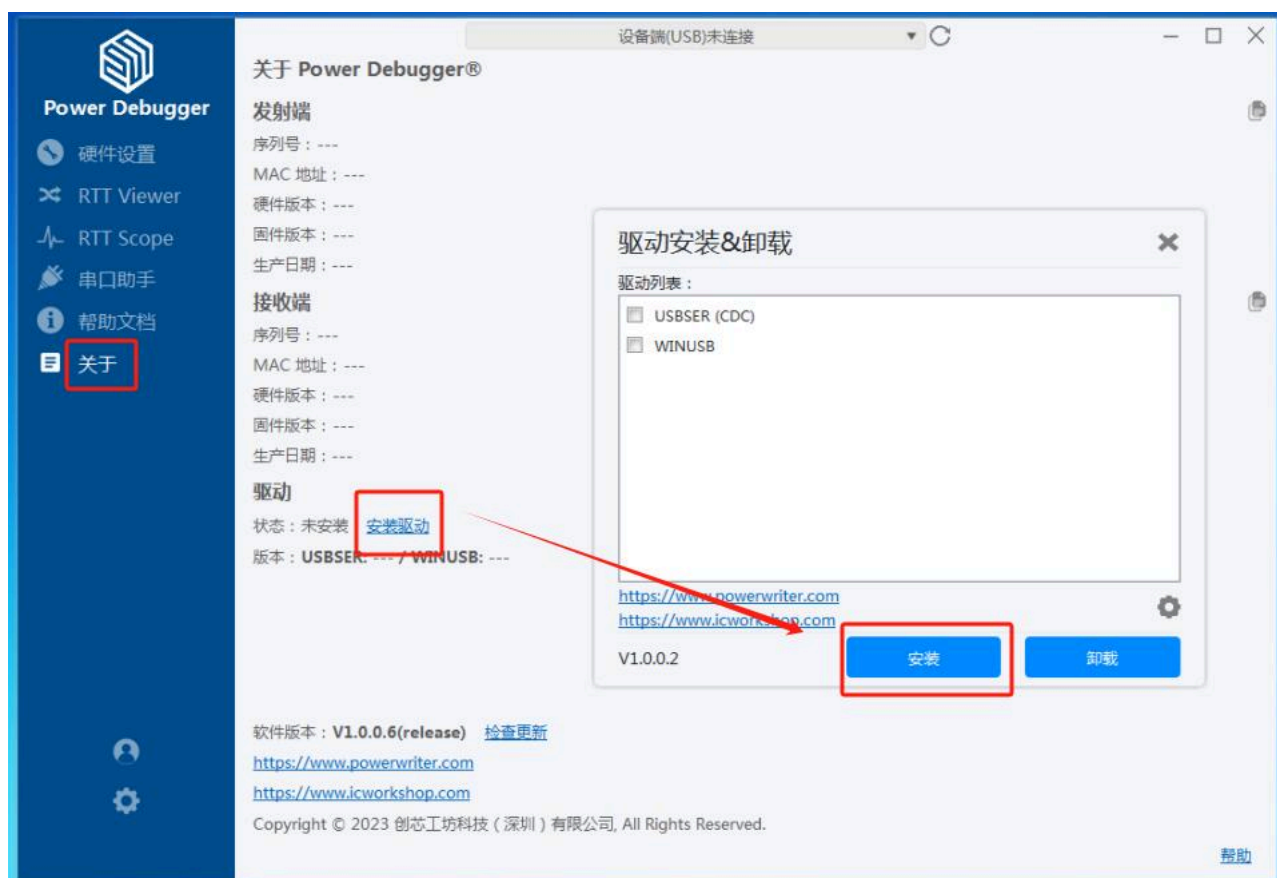 设备端(USB)未连接
Power Debugger
硬件设置
RTT Viewer
RTT Scope
串口助手
帮助文档
关于
关于 Power Debugger®
发射端
序列号：---
MAC 地址：---
硬件版本：---
固件版本：---
生产日期：---
接收端
序列号：---
MAC 地址：---
硬件版本：---
固件版本：---
生产日期：---
驱动
状态：未安装 安装驱动
版本：USBSER: --- / WINUSB: ---
驱动安装&卸载
驱动列表：
USBSER (CDC)
WINUSB
https://www.powerwriter.com
https://www.icworkshop.com
V1.0.0.2
安装
卸载
软件版本：V1.0.0.6(release) 检查更新
https://www.powerwriter.com
https://www.icworkshop.com
Copyright © 2023 创芯工坊科技（深圳）有限公司, All Rights Reserved.
帮助